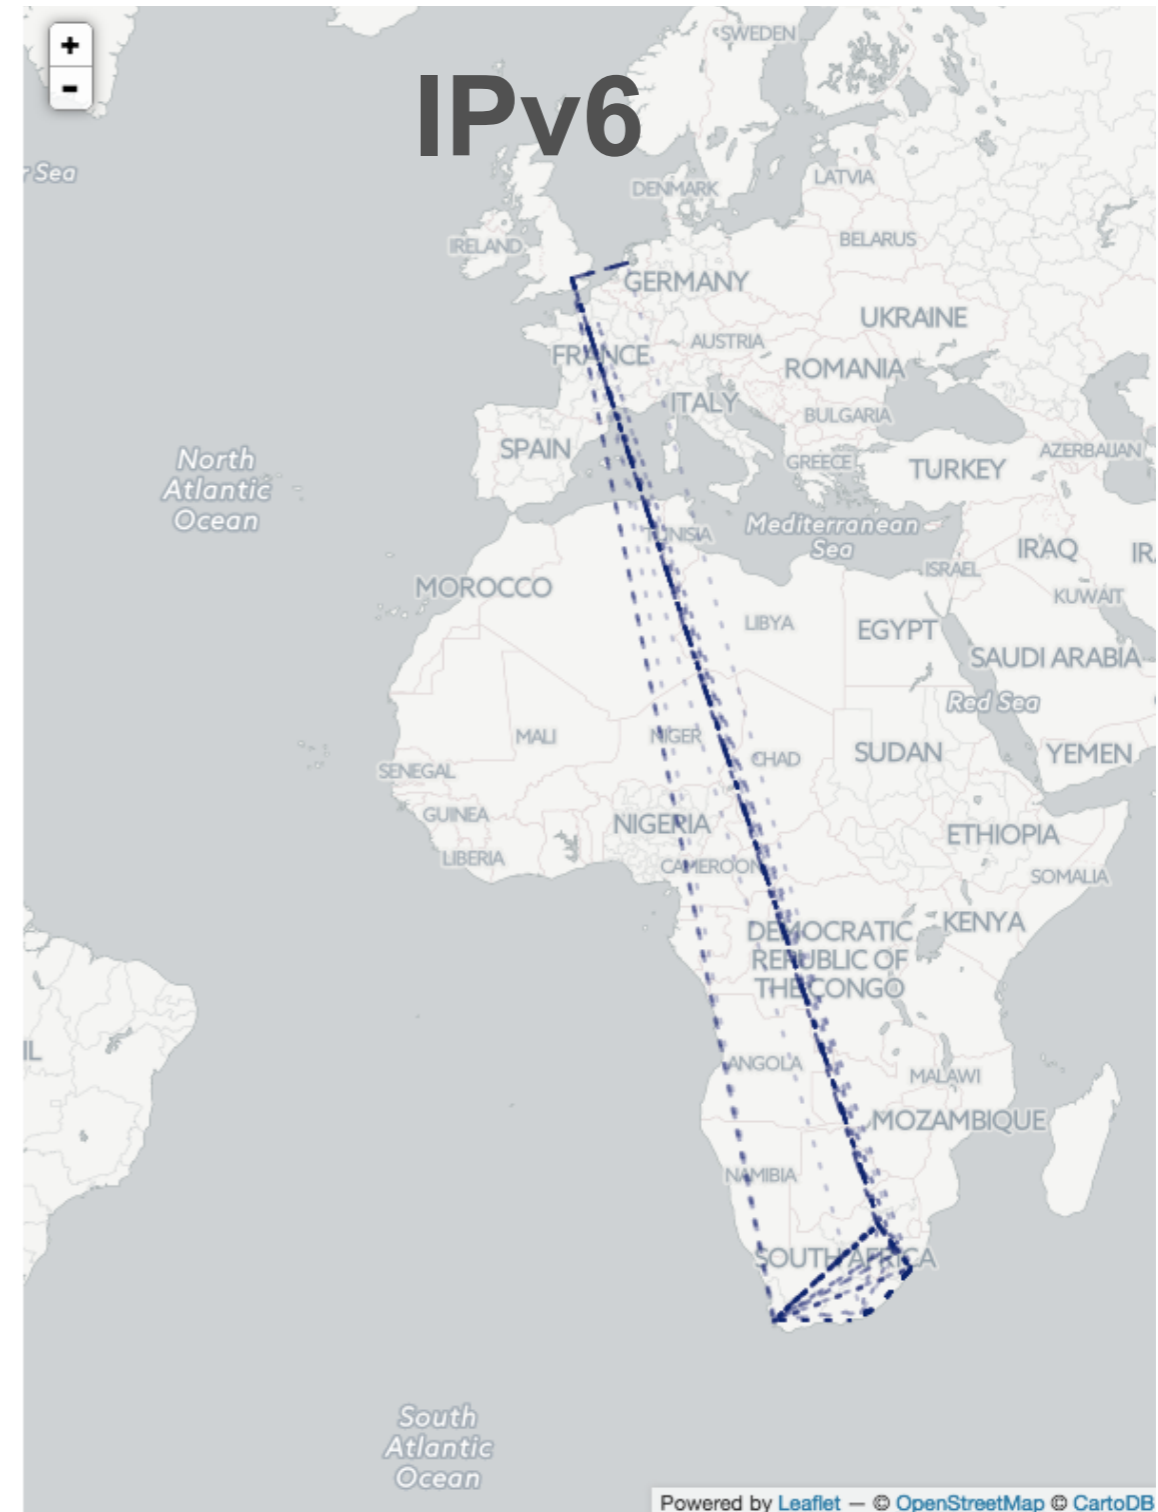 +
-
IPv6
SWEDEN
r Sea
DENMARK
LATVIA
IRELAND
BELARUS
GERMANY
UKRAINE
AUSTRIA
FRANCE
ROMANIA
ITALY
BULGARIA
SPAIN
GREECE
TURKEY
AZERBAIJAN
North
Atlantic
Ocean
Mediterranean
Sea
TUNISIA
IRAQ
IR
ISRAEL
MOROCCO
KUWAIT
LIBYA
EGYPT
SAUDI ARABIA
Red Sea
MALI
NIGER
CHAD
SUDAN
YEMEN
SENEGAL
GUINEA
NIGERIA
ETHIOPIA
LIBERIA
CAMEROON
SOMALIA
KENYA
DEMOCRATIC
REPUBLIC OF
THE CONGO
IL
ANGOLA
MALAWI
MOZAMBIQUE
NAMIBIA
SOUTH AFRICA
South
Atlantic
Ocean
Powered by Leaflet — © OpenStreetMap © CartoDB